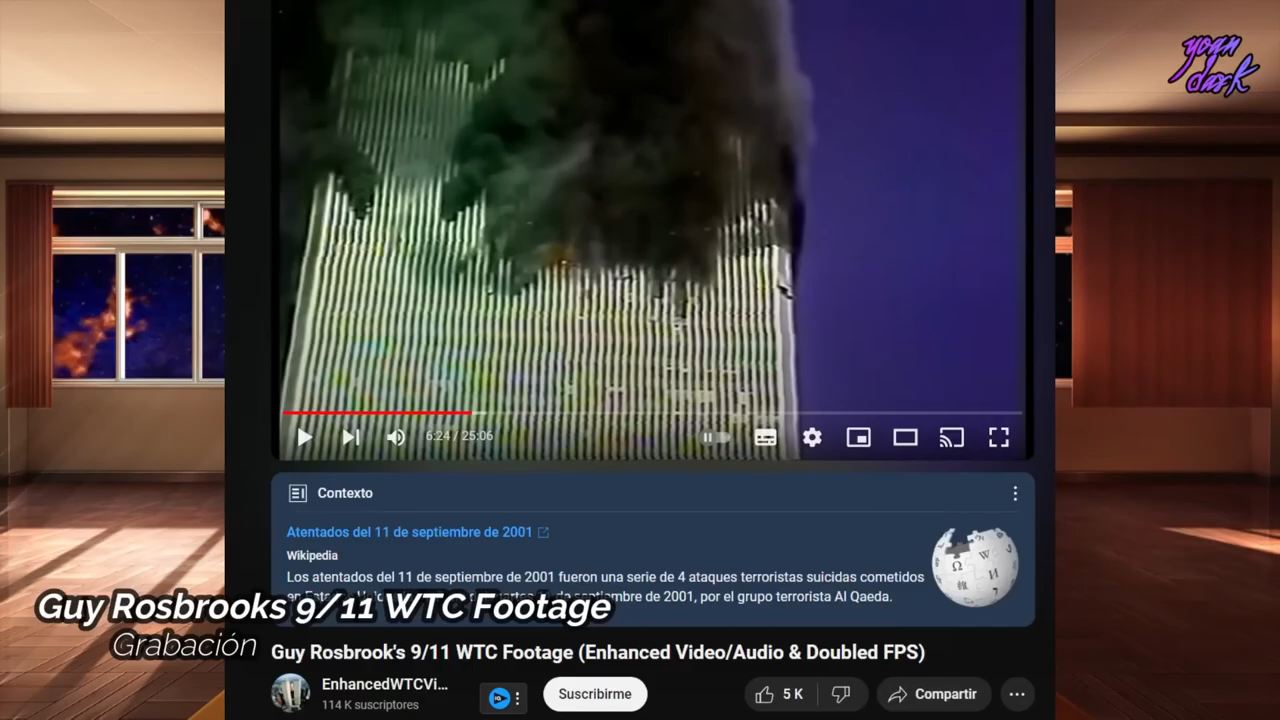 yoan
dark
6:24 / 25:06
Contexto
Atentados del 11 de septiembre de 2001
Wikipedia
Los atentados del 11 de septiembre de 2001 fueron una serie de 4 ataques terroristas suicidas cometidos
de septiembre de 2001, por el grupo terrorista Al Qaeda.
Guy Rosbrooks 9/11 WTC Footage
Grabación
Guy Rosbrook's 9/11 WTC Footage (Enhanced Video/Audio & Doubled FPS)
EnhancedWTCVi...
114 K suscriptores
Suscribirme
5 K
Compartir